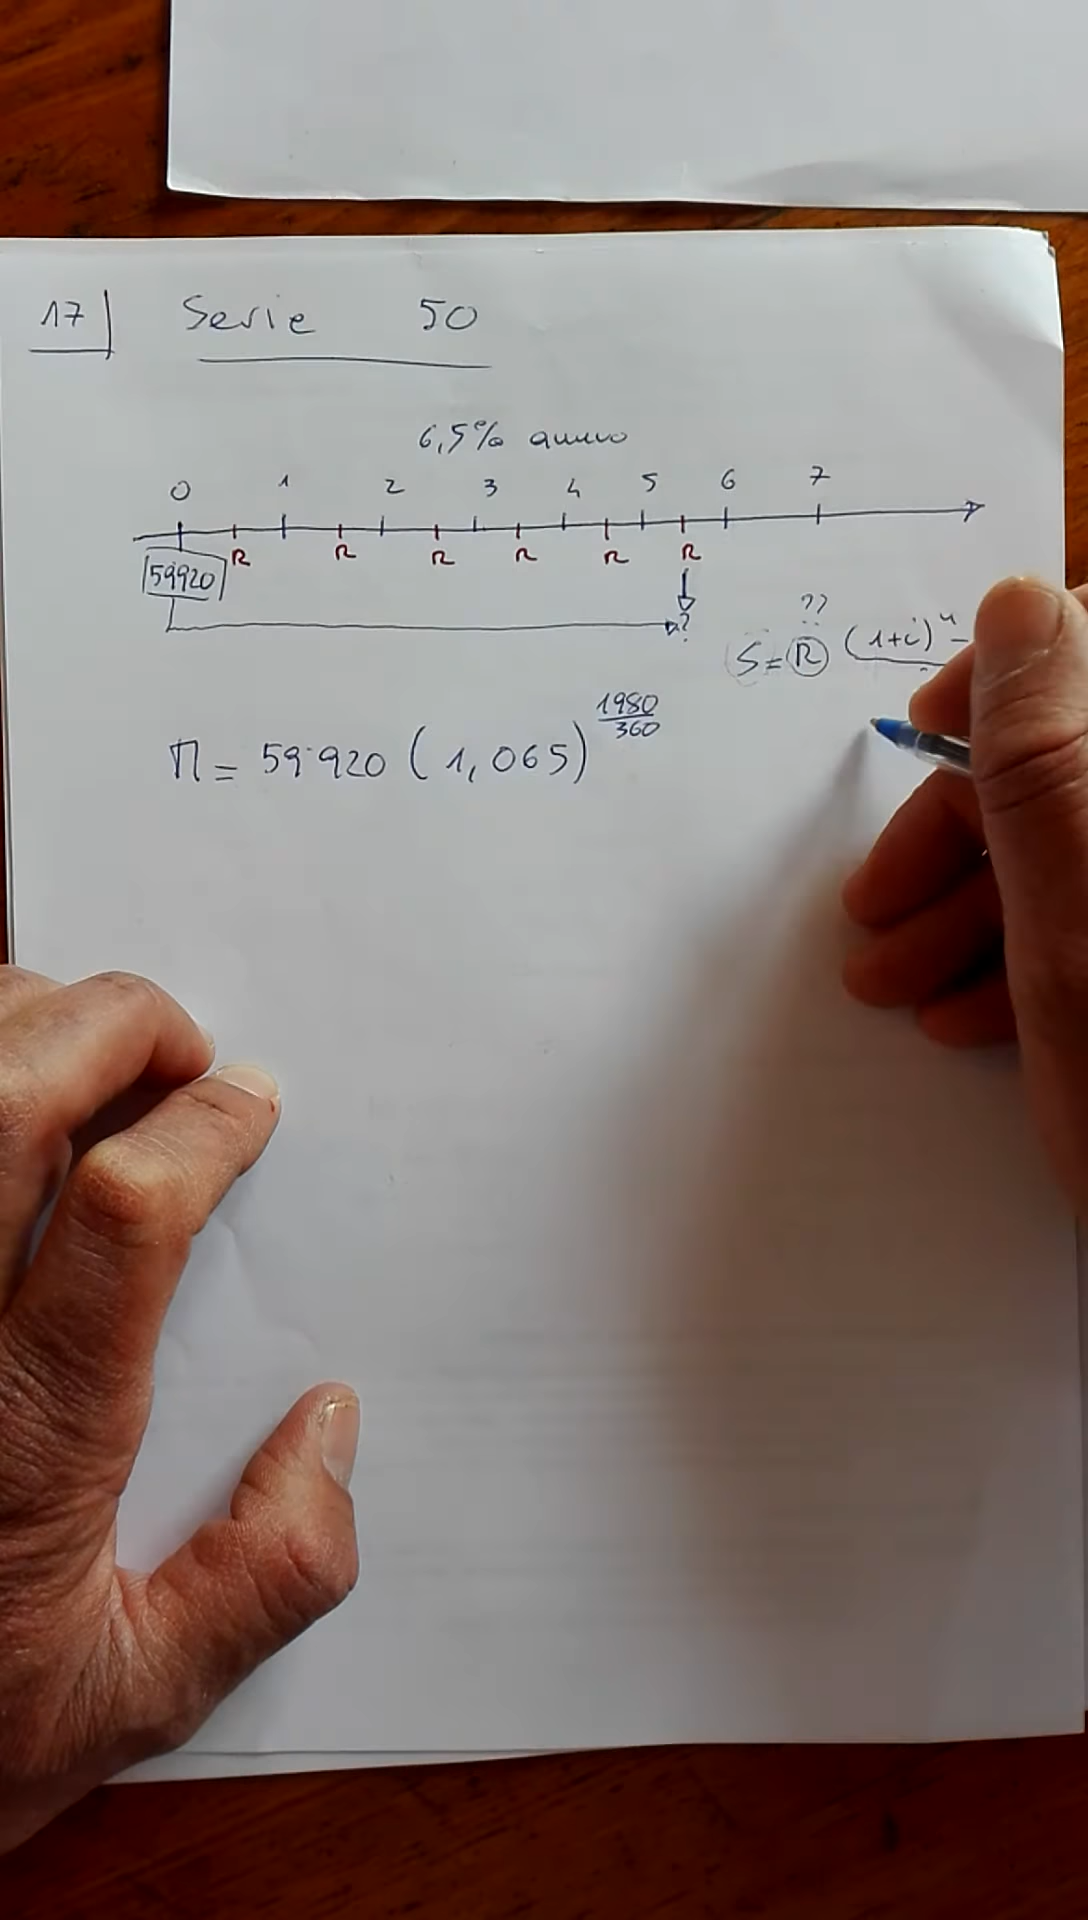 17 Serie 50
6,5% annuo
0 1 2 3 4 5 6 7
R R R R R R
59920
?
??
S = R (1+i)ⁿ -
M = 59.920 (1,065)^1980/360